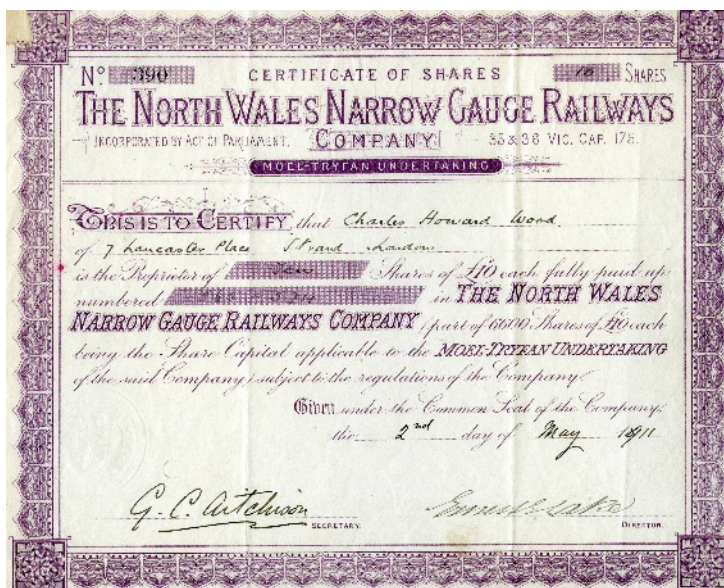 No 390 CERTIFICATE OF SHARES 10 SHARES
THE NORTH WALES NARROW GAUGE RAILWAYS
INCORPORATED BY ACT OF PARLIAMENT, COMPANY 35 & 36 VIC. CAP. 178.
MOEL-TRYFAN UNDERTAKING
THIS IS TO CERTIFY that Charles Howard Wood
of 7 Lancaster Place Strand London
is the Proprietor of Ten Shares of £10 each fully paid up
numbered in THE NORTH WALES
NARROW GAUGE RAILWAYS COMPANY (part of 6600 Shares of £10 each
being the Share Capital applicable to the MOEL-TRYFAN UNDERTAKING
of the said Company) subject to the regulations of the Company.
Given under the Common Seal of the Company,
this 2nd day of May 1911
G. C. Aitchison
SECRETARY. DIRECTOR.